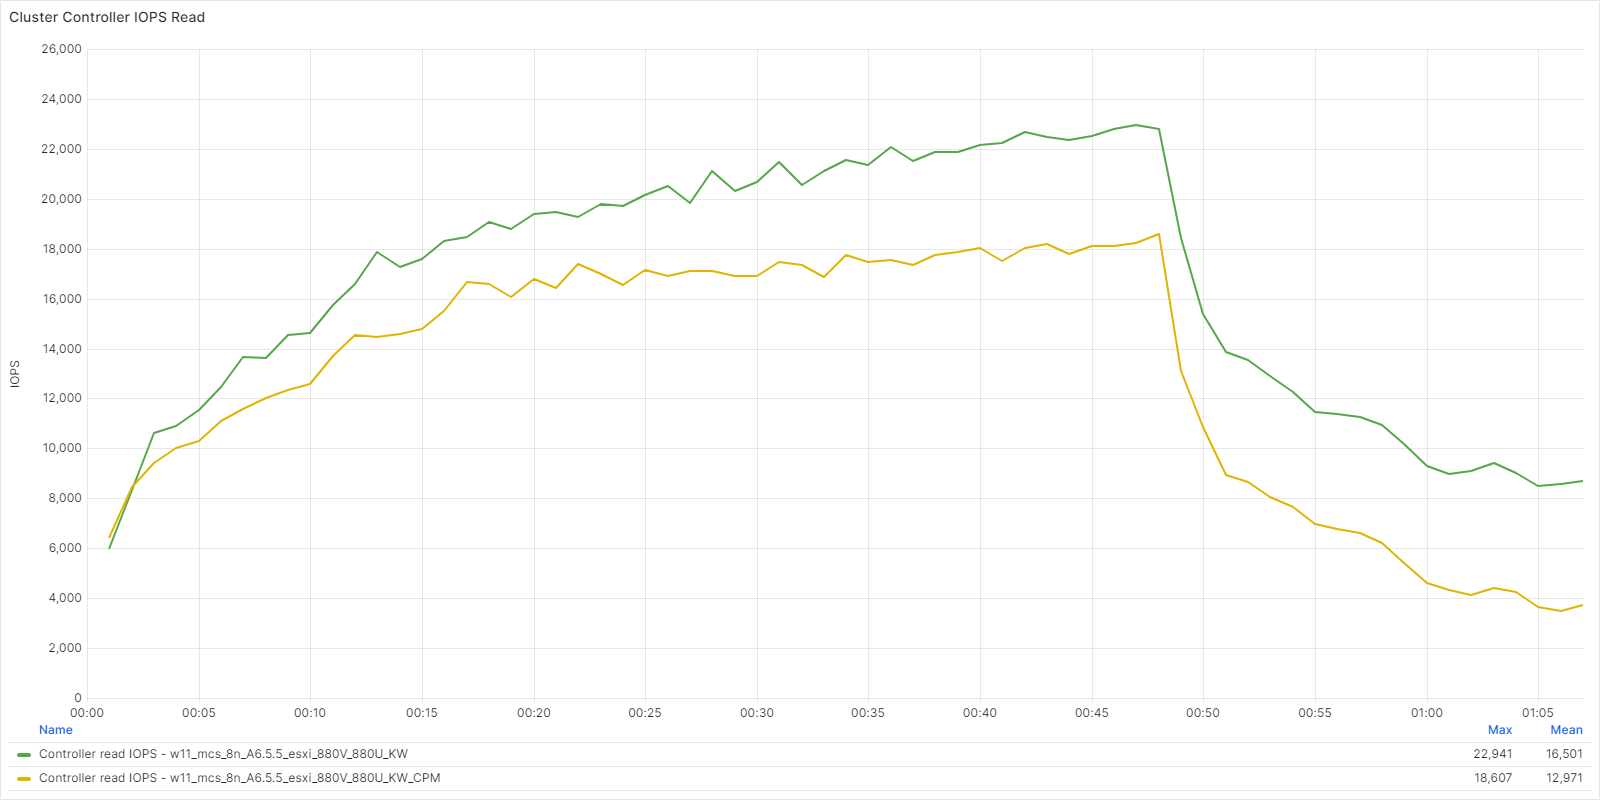 Cluster Controller IOPS Read
26,000
24,000
22,000
20,000
18,000
16,000
14,000
12,000
10,000
8,000
6,000
4,000
2,000
0
IOPS
00:00 00:05 00:10 00:15 00:20 00:25 00:30 00:35 00:40 00:45 00:50 00:55 01:00 01:05
Name Max Mean
Controller read IOPS - w11_mcs_8n_A6.5.5_esxi_880V_880U_KW 22,941 16,501
Controller read IOPS - w11_mcs_8n_A6.5.5_esxi_880V_880U_KW_CPM 18,607 12,971